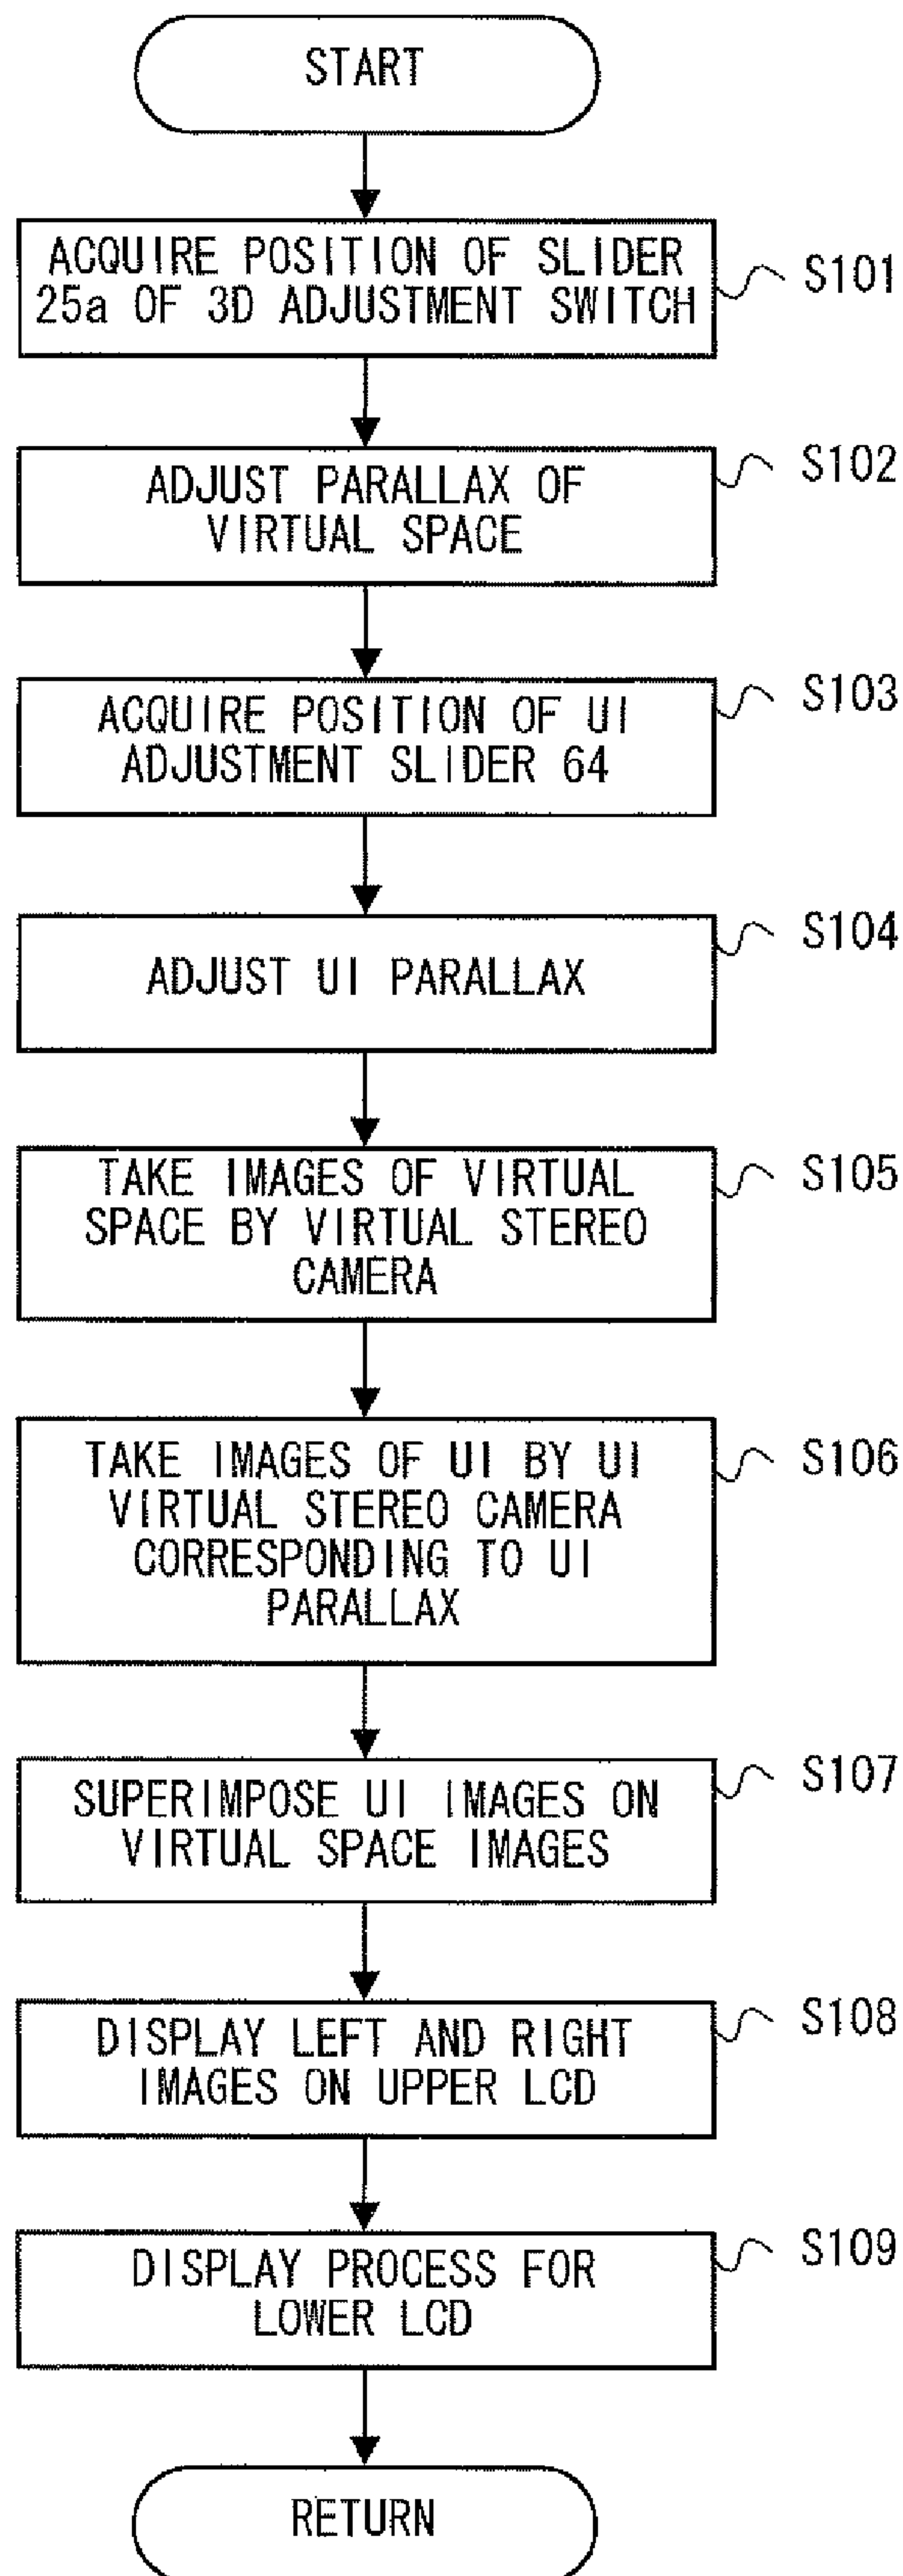 START
ACQUIRE POSITION OF SLIDER
25a OF 3D ADJUSTMENT SWITCH
S101
ADJUST PARALLAX OF
VIRTUAL SPACE
S102
ACQUIRE POSITION OF UI
ADJUSTMENT SLIDER 64
S103
ADJUST UI PARALLAX
S104
TAKE IMAGES OF VIRTUAL
SPACE BY VIRTUAL STEREO
CAMERA
S105
TAKE IMAGES OF UI BY UI
VIRTUAL STEREO CAMERA
CORRESPONDING TO UI
PARALLAX
S106
SUPERIMPOSE UI IMAGES ON
VIRTUAL SPACE IMAGES
S107
DISPLAY LEFT AND RIGHT
IMAGES ON UPPER LCD
S108
DISPLAY PROCESS FOR
LOWER LCD
S109
RETURN